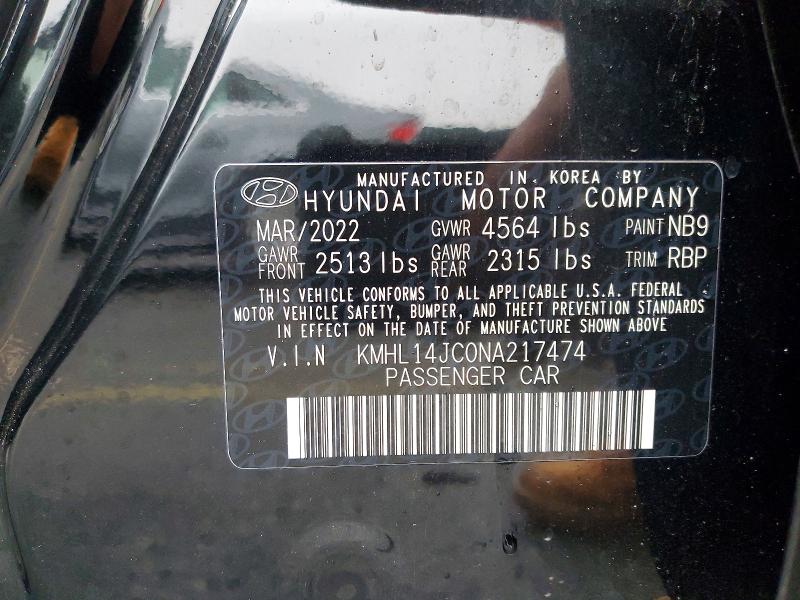 MANUFACTURED IN KOREA BY
HYUNDAI MOTOR COMPANY
MAR/2022 GVWR 4564 lbs PAINT NB9
GAWR FRONT 2513 lbs GAWR REAR 2315 lbs TRIM RBP
THIS VEHICLE CONFORMS TO ALL APPLICABLE U.S.A. FEDERAL
MOTOR VEHICLE SAFETY, BUMPER, AND THEFT PREVENTION STANDARDS
IN EFFECT ON THE DATE OF MANUFACTURE SHOWN ABOVE
V.I.N KMHL14JC0NA217474
PASSENGER CAR